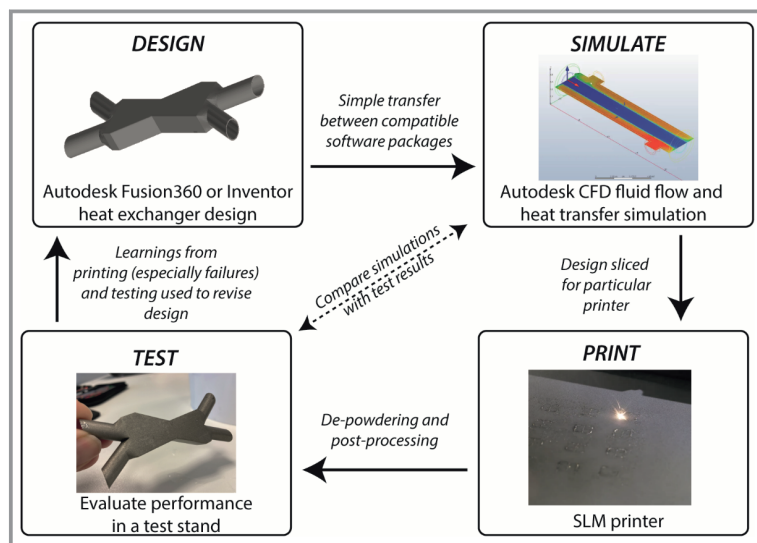 DESIGN
Autodesk Fusion360 or Inventor
heat exchanger design
Simple transfer
between compatible
software packages
SIMULATE
Autodesk CFD fluid flow and
heat transfer simulation
Learnings from
printing (especially failures)
and testing used to revise
design
Compare simulations
with test results
Design sliced
for particular
printer
TEST
Evaluate performance
in a test stand
De-powdering and
post-processing
PRINT
SLM printer